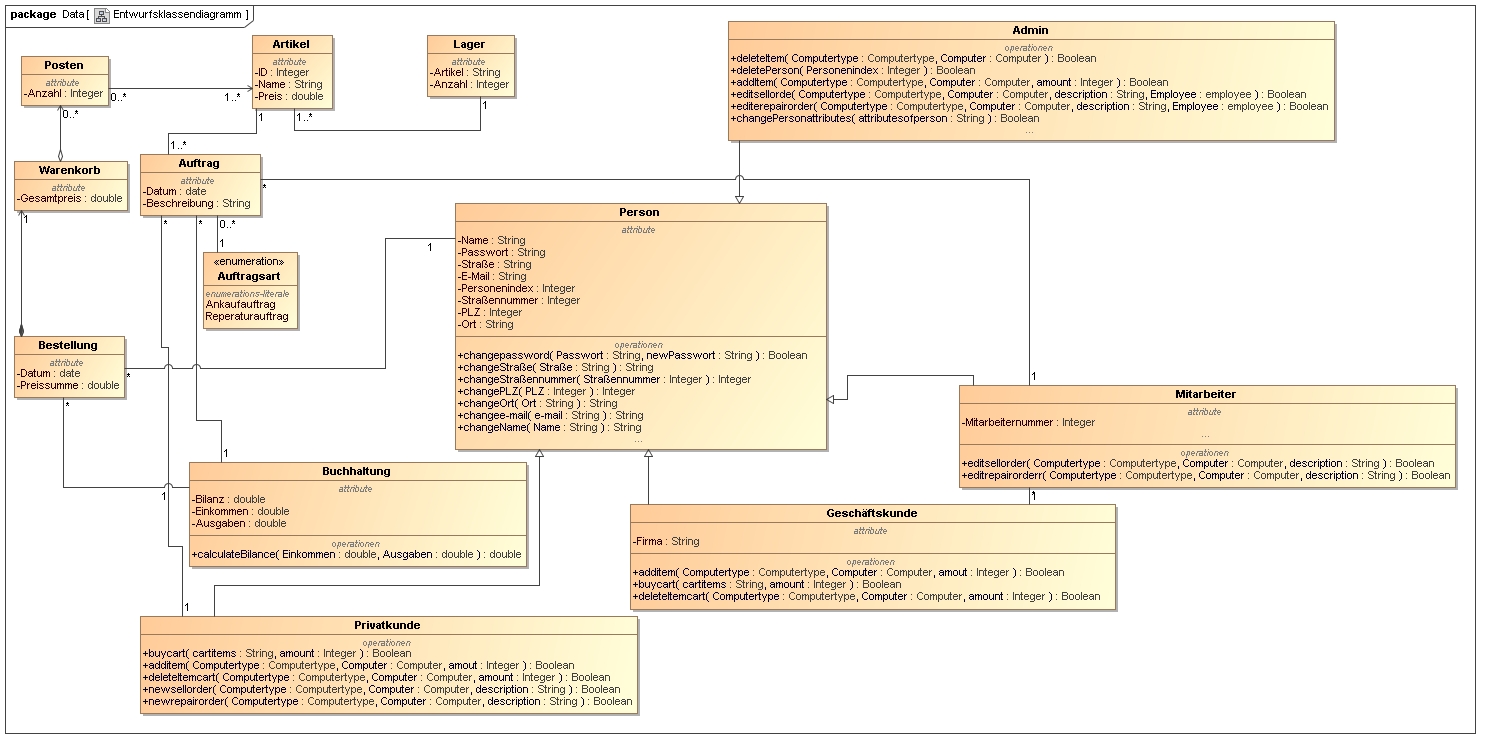 package Data [ Entwurfsklassendiagramm ]
Posten
attribute
-Anzahl : Integer
Artikel
attribute
-ID : Integer
-Name : String
-Preis : double
Lager
attribute
-Artikel : String
-Anzahl : Integer
Admin
operationen
+deleteItem( Computertype : Computertype, Computer : Computer ) : Boolean
+deletePerson( Personenindex : Integer ) : Boolean
+addItem( Computertype : Computertype, Computer : Computer, amount : Integer ) : Boolean
+editsellorde( Computertype : Computertype, Computer : Computer, description : String, Employee : employee ) : Boolean
+editerepairorder( Computertype : Computertype, Computer : Computer, description : String, Employee : employee ) : Boolean
+changePersonattributes( attributesofperson : String ) : Boolean
...
0..*
1..*
0..*
1
1..*
1
1..*
Warenkorb
attribute
-Gesamtpreis : double
1
Auftrag
attribute
-Datum : date
-Beschreibung : String
*
*
*
0..*
1
«enumeration»
Auftragsart
enumerations-literale
Ankaufauftrag
Reperaturauftrag
1
Person
attribute
-Name : String
-Passwort : String
-Straße : String
-E-Mail : String
-Personenindex : Integer
-Straßennummer : Integer
-PLZ : Integer
-Ort : String
operationen
+changepassword( Passwort : String, newPasswort : String ) : Boolean
+changeStraße( Straße : String ) : String
+changeStraßennummer( Straßennummer : Integer ) : Integer
+changePLZ( PLZ : Integer ) : Integer
+changeOrt( Ort : String ) : String
+changee-mail( e-mail : String ) : String
+changeName( Name : String ) : String
...
Bestellung
attribute
-Datum : date
-Preissumme : double
*
*
1
Mitarbeiter
attribute
-Mitarbeiternummer : Integer
...
operationen
+editsellorder( Computertype : Computertype, Computer : Computer, description : String ) : Boolean
+editrepairorderr( Computertype : Computertype, Computer : Computer, description : String ) : Boolean
1
*
1
1
Buchhaltung
attribute
-Bilanz : double
-Einkommen : double
-Ausgaben : double
operationen
+calculateBilance( Einkommen : double, Ausgaben : double ) : double
Geschäftskunde
attribute
-Firma : String
operationen
+additem( Computertype : Computertype, Computer : Computer, amout : Integer ) : Boolean
+buycart( cartitems : String, amount : Integer ) : Boolean
+deleteItemcart( Computertype : Computertype, Computer : Computer, amount : Integer ) : Boolean
1
Privatkunde
operationen
+buycart( cartitems : String, amount : Integer ) : Boolean
+additem( Computertype : Computertype, Computer : Computer, amout : Integer ) : Boolean
+deleteItemcart( Computertype : Computertype, Computer : Computer, amount : Integer ) : Boolean
+newsellorder( Computertype : Computertype, Computer : Computer, description : String ) : Boolean
+newrepairorder( Computertype : Computertype, Computer : Computer, description : String ) : Boolean